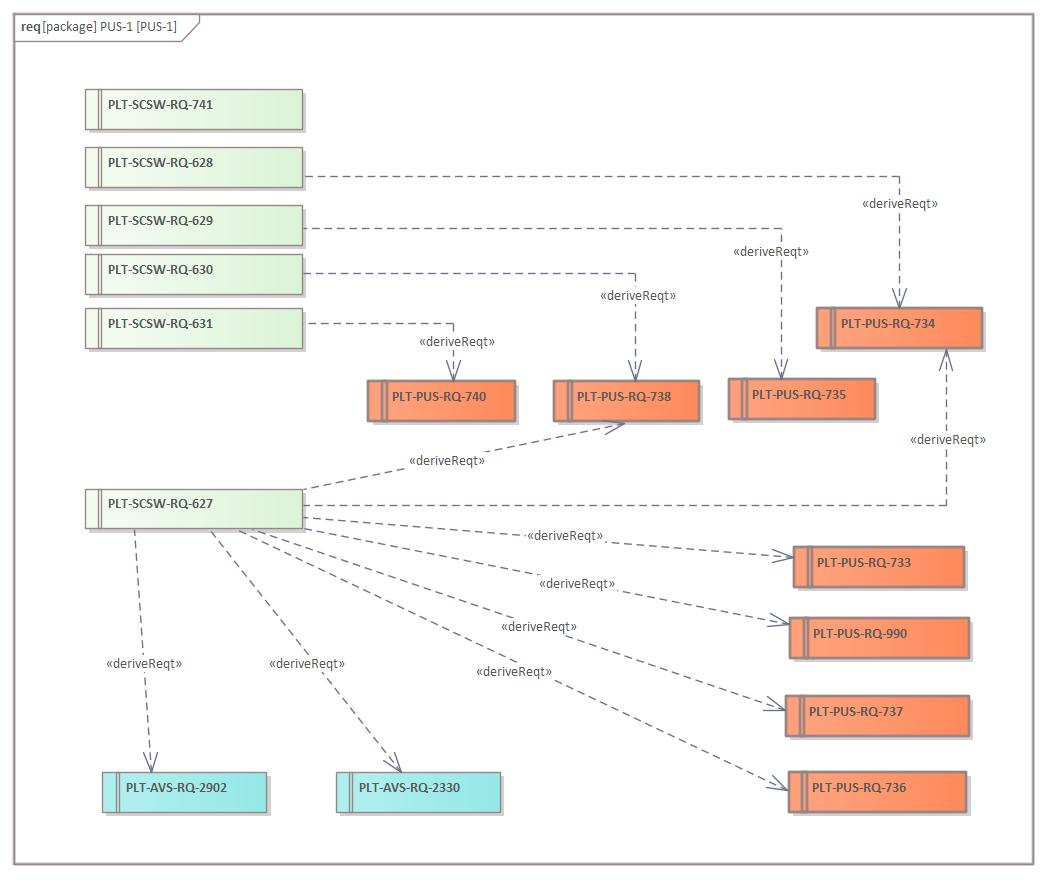 req [package] PUS-1 [PUS-1]
PLT-SCSW-RQ-741
PLT-SCSW-RQ-628
«deriveReqt»
PLT-SCSW-RQ-629
«deriveReqt»
PLT-SCSW-RQ-630
«deriveReqt»
PLT-SCSW-RQ-631
PLT-PUS-RQ-734
«deriveReqt»
PLT-PUS-RQ-740
PLT-PUS-RQ-738
PLT-PUS-RQ-735
«deriveReqt»
«deriveReqt»
PLT-SCSW-RQ-627
«deriveReqt»
PLT-PUS-RQ-733
«deriveReqt»
«deriveReqt»
PLT-PUS-RQ-990
«deriveReqt»
«deriveReqt»
«deriveReqt»
PLT-PUS-RQ-737
PLT-AVS-RQ-2902
PLT-AVS-RQ-2330
PLT-PUS-RQ-736